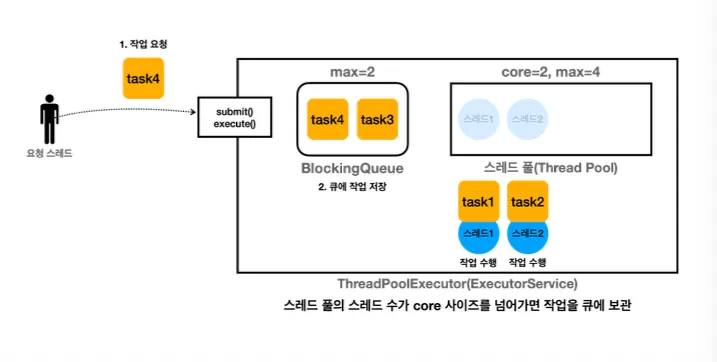 1. 작업 요청
task4
요청 스레드
submit()
execute()
max=2
task4 task3
BlockingQueue
2. 큐에 작업 저장
core=2, max=4
스레드1 스레드2
스레드 풀(Thread Pool)
task1 task2
스레드1 스레드2
작업 수행 작업 수행
ThreadPoolExecutor(ExecutorService)
스레드 풀의 스레드 수가 core 사이즈를 넘어가면 작업을 큐에 보관